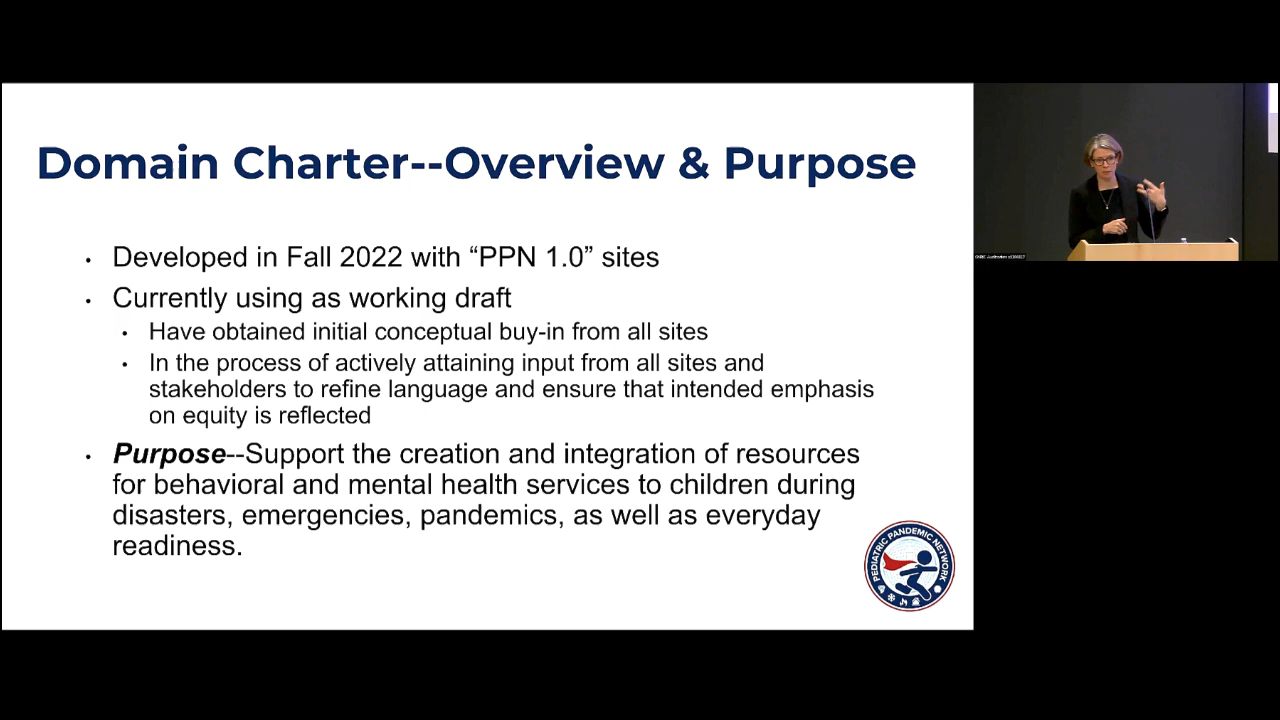 Domain Charter--Overview & Purpose
• Developed in Fall 2022 with “PPN 1.0” sites
• Currently using as working draft
• Have obtained initial conceptual buy-in from all sites
• In the process of actively attaining input from all sites and
stakeholders to refine language and ensure that intended emphasis
on equity is reflected
• Purpose--Support the creation and integration of resources
for behavioral and mental health services to children during
disasters, emergencies, pandemics, as well as everyday
readiness.
PEDIATRIC PANDEMIC NETWORK